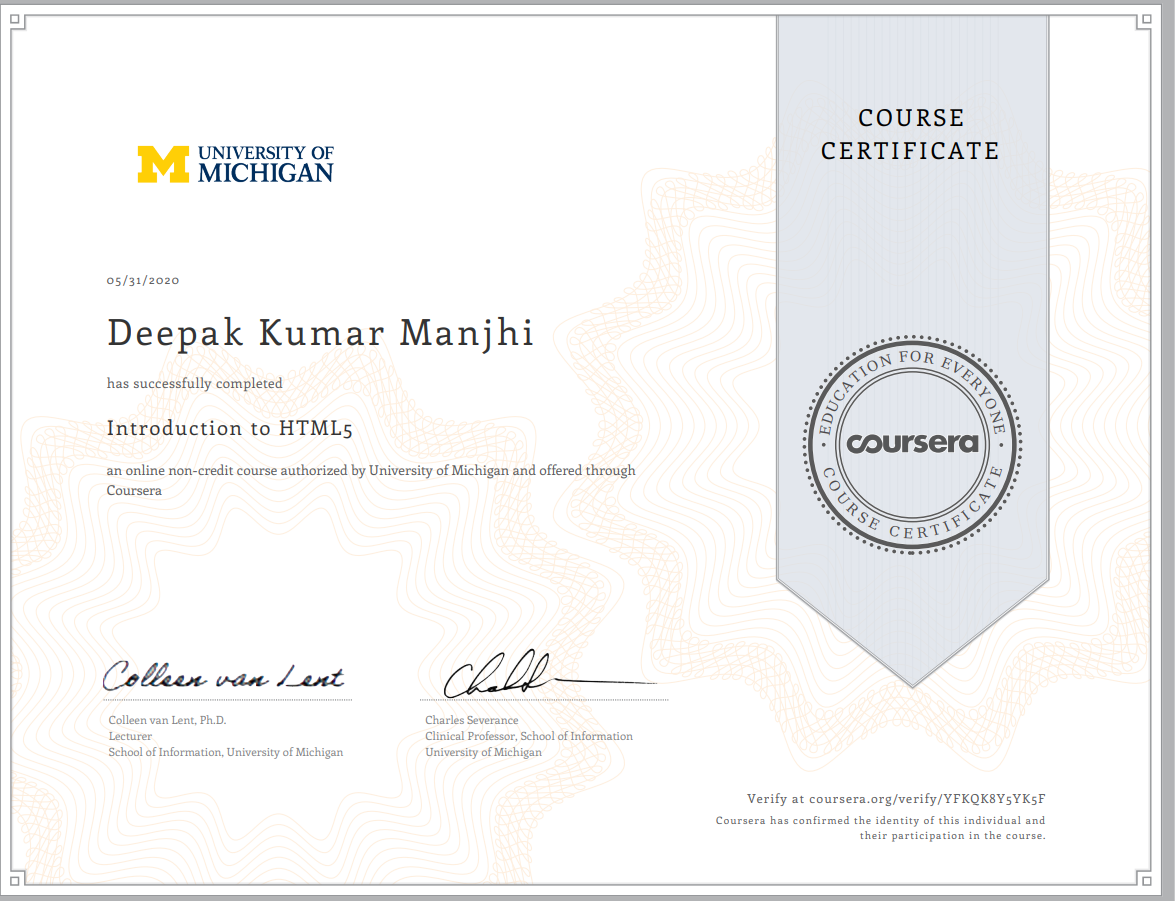 COURSE
CERTIFICATE
UNIVERSITY OF
MICHIGAN
05/31/2020
Deepak Kumar Manjhi
has successfully completed
Introduction to HTML5
an online non-credit course authorized by University of Michigan and offered through
Coursera
EDUCATION FOR EVERYONE
coursera
COURSE CERTIFICATE
Colleen van Lent
Colleen van Lent, Ph.D.
Lecturer
School of Information, University of Michigan
Charles Severance
Clinical Professor, School of Information
University of Michigan
Verify at coursera.org/verify/YFKQK8Y5YK5F
Coursera has confirmed the identity of this individual and
their participation in the course.